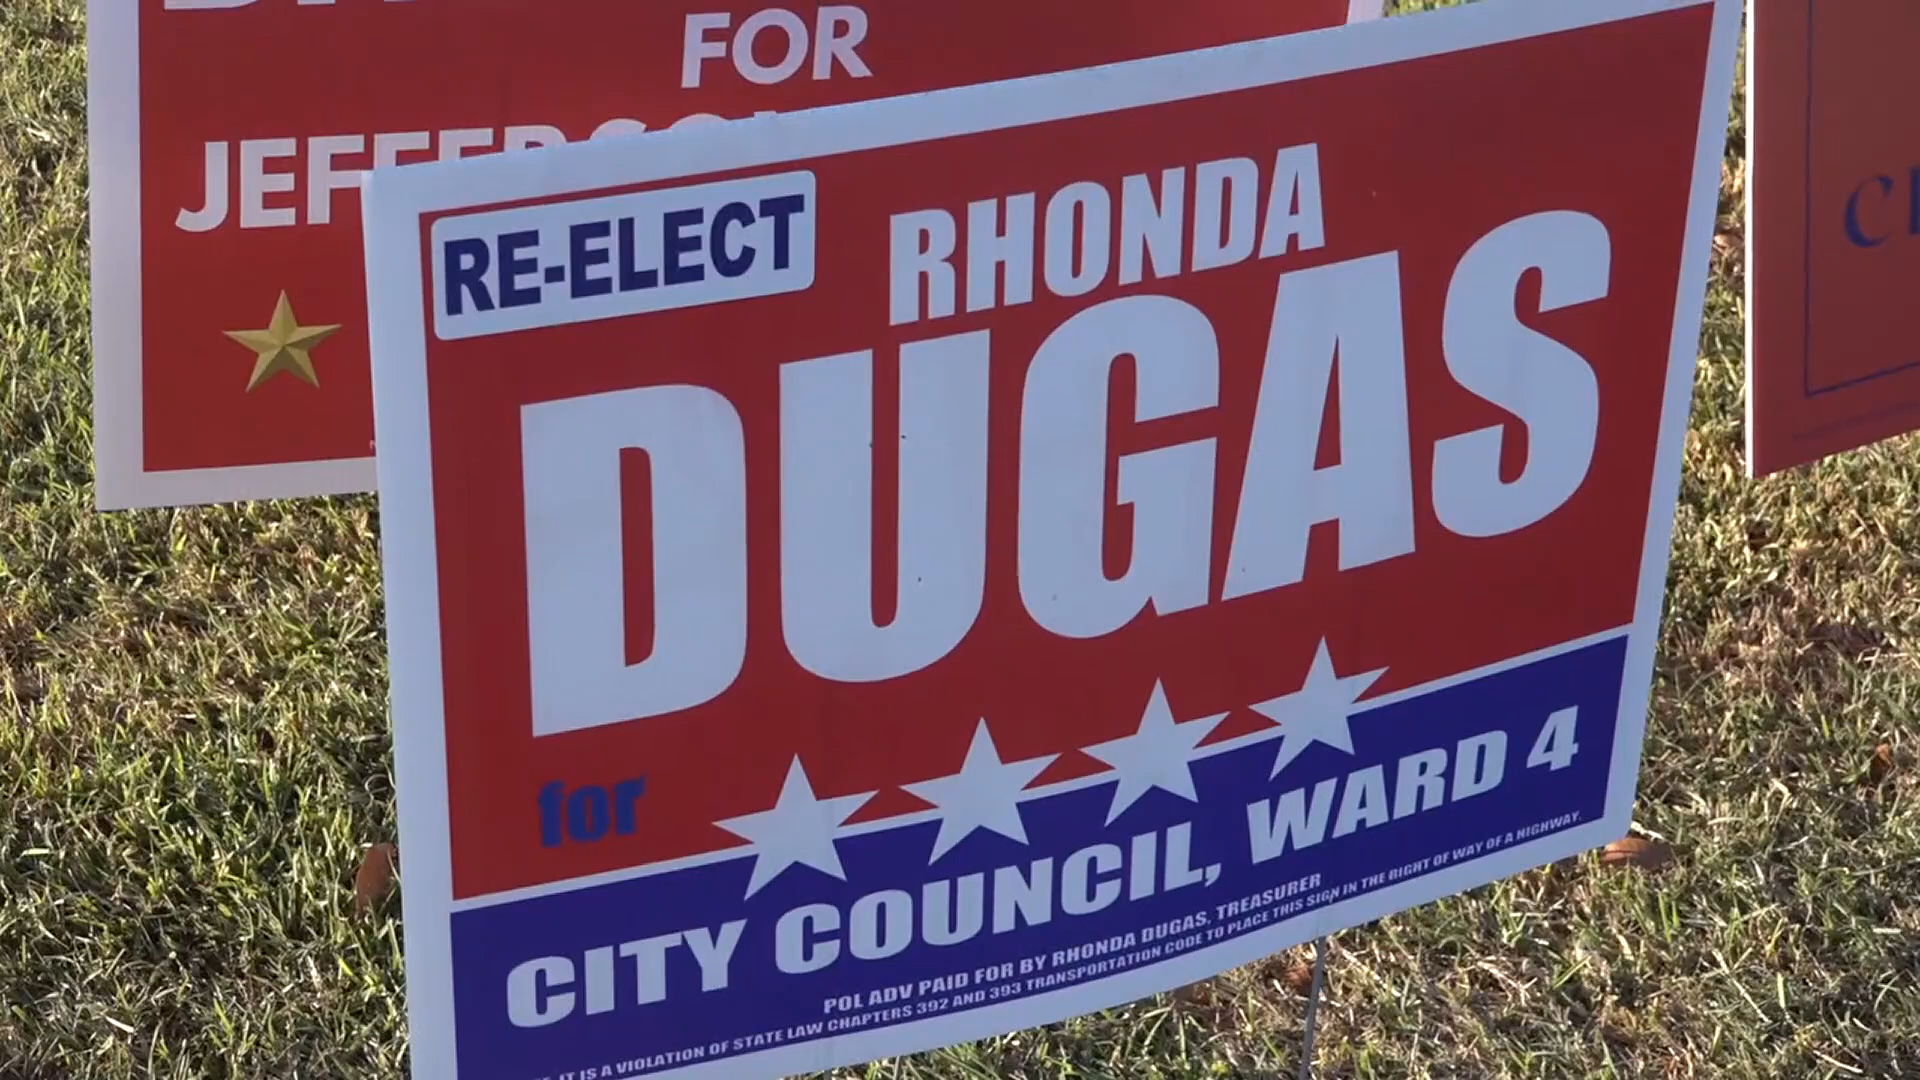 FOR
JEFFERSON
RE-ELECT
RHONDA
DUGAS
for
CITY COUNCIL, WARD 4
POL ADV PAID FOR BY RHONDA DUGAS, TREASURER
IT IS A VIOLATION OF STATE LAW CHAPTERS 392 AND 393 TRANSPORTATION CODE TO PLACE THIS SIGN IN THE RIGHT OF WAY OF A HIGHWAY.